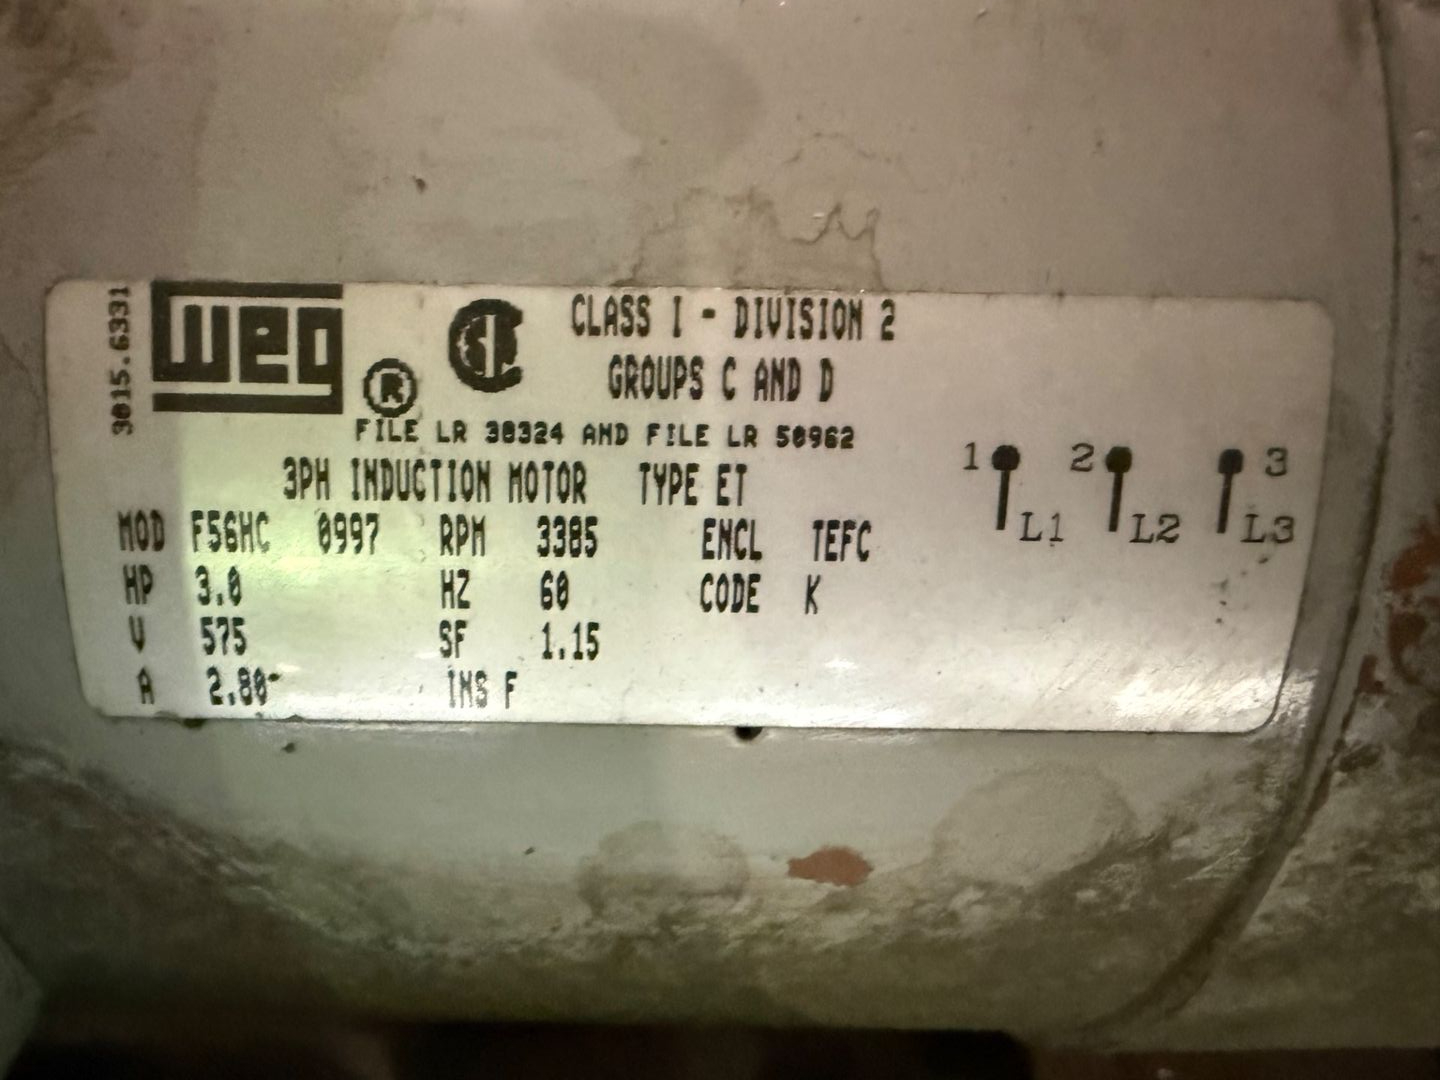 3015.6331
WEG ®
CLASS I - DIVISION 2
GROUPS C AND D
FILE LR 38324 AND FILE LR 50962
3PH INDUCTION MOTOR TYPE ET
MOD F56HC 0997 RPM 3385 ENCL TEFC
HP 3.0 HZ 60 CODE K
V 575 SF 1.15
A 2.80 INS F
1 2 3
L1 L2 L3